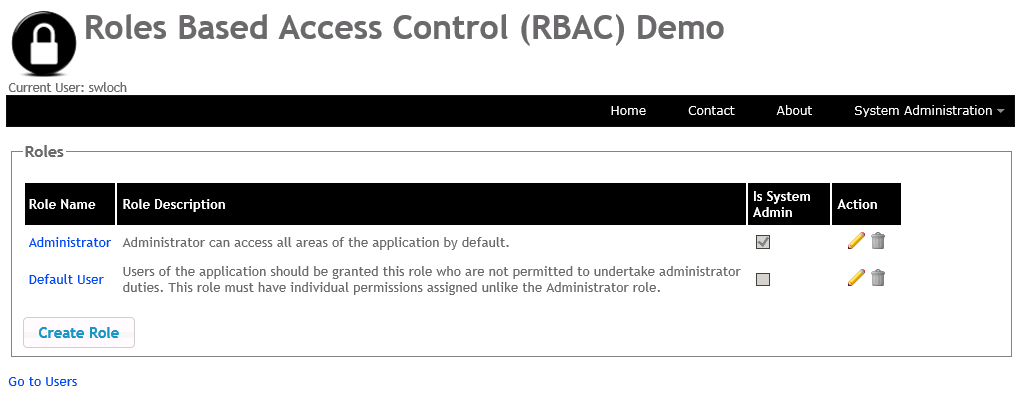 Roles Based Access Control (RBAC) Demo
Current User: swloch
Home Contact About System Administration
Roles
Role Name Role Description Is System Admin Action
Administrator Administrator can access all areas of the application by default.
Default User Users of the application should be granted this role who are not permitted to undertake administrator
duties. This role must have individual permissions assigned unlike the Administrator role.
Create Role
Go to Users